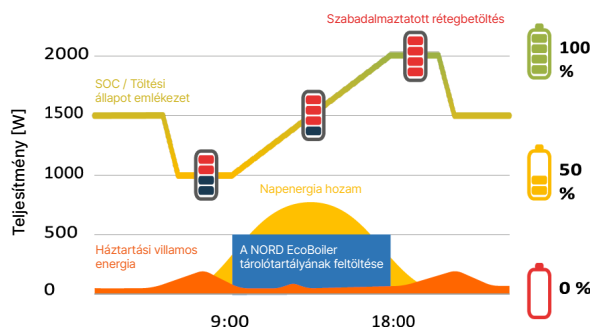 Szabadalmaztatott rétegbetöltés
2000
SOC / Töltési
állapot emlékezet
1500
1000
500
0
Teljesítmény [W]
Napenergia hozam
Háztartási villamos
energia
A NORD EcoBoiler
tárolótartályának feltöltése
9:00
18:00
100
%
50
%
0 %